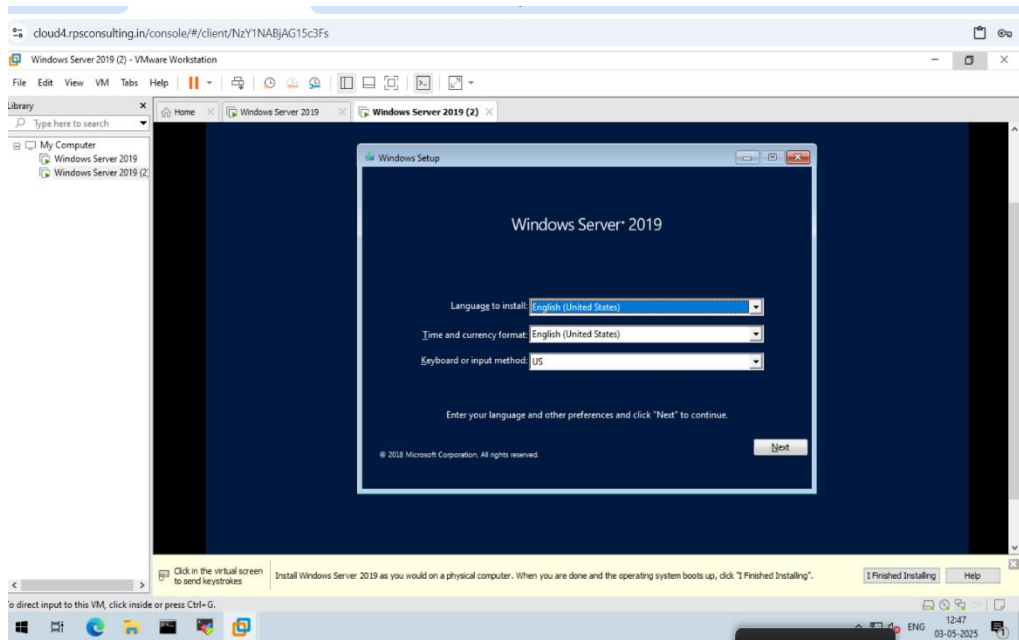 cloud4.rpsconsulting.in/console/#/client/NzY1NABjAG15c3Fs
Windows Server 2019 (2) - VMware Workstation
File Edit View VM Tabs Help
Library
Type here to search
Home Windows Server 2019 Windows Server 2019 (2)
My Computer
Windows Server 2019
Windows Server 2019 (2
Windows Setup
Windows Server 2019
Language to install: English (United States)
Time and currency format: English (United States)
Keyboard or input method: US
Enter your language and other preferences and click "Next" to continue.
Next
© 2018 Microsoft Corporation. All rights reserved.
Click in the virtual screen
to send keystrokes
Install Windows Server 2019 as you would on a physical computer. When you are done and the operating system boots up, click "I Finished Installing".
I Finished Installing Help
o direct input to this VM, click inside or press Ctrl+G.
ENG
12:47
03-05-2025